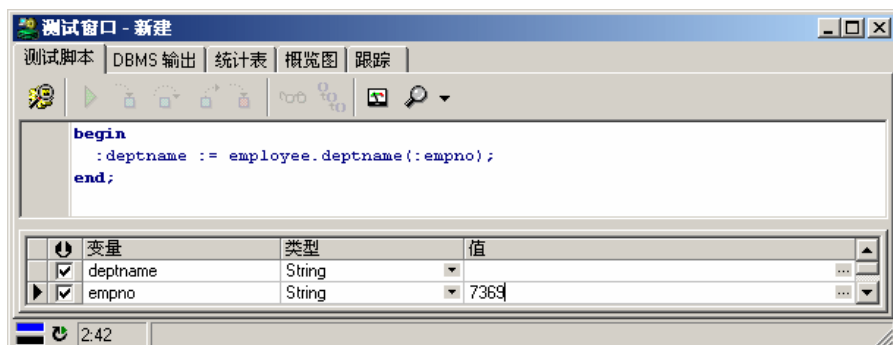 测试窗口 - 新建
测试脚本 DBMS 输出 统计表 概览图 跟踪
begin
:deptname := employee.deptname(:empno);
end;
变量 类型 值
deptname String
empno String 7369
2:42